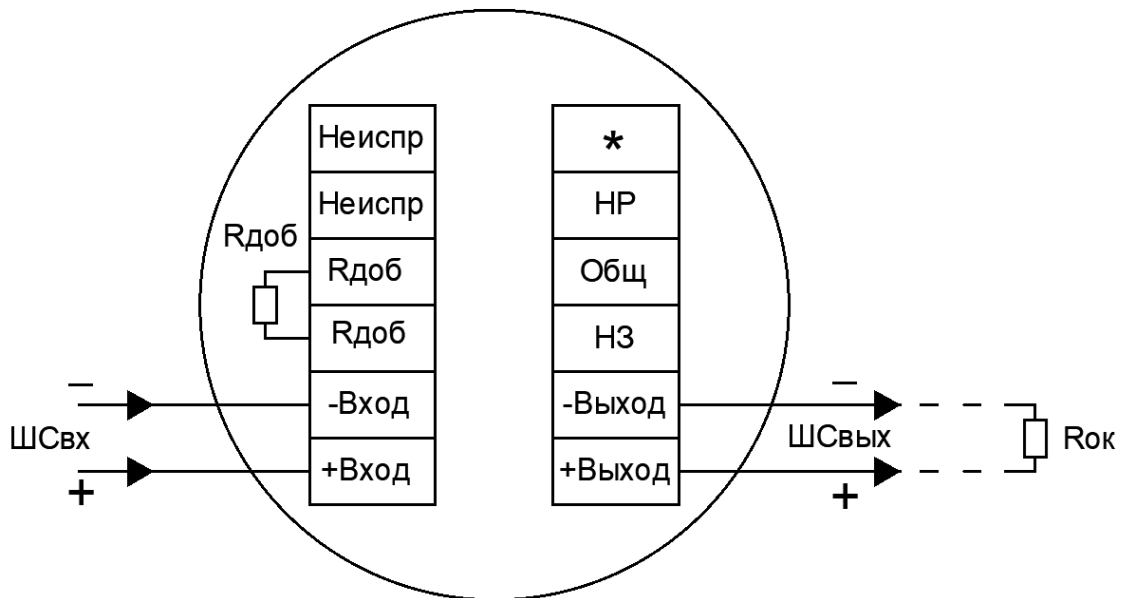 Неиспр
Неиспр
Rдоб
Rдоб
Rдоб
-Вход
+Вход
–
ШСвх
+
*
НР
Общ
НЗ
-Выход
+Выход
–
ШСвых
+
Rок